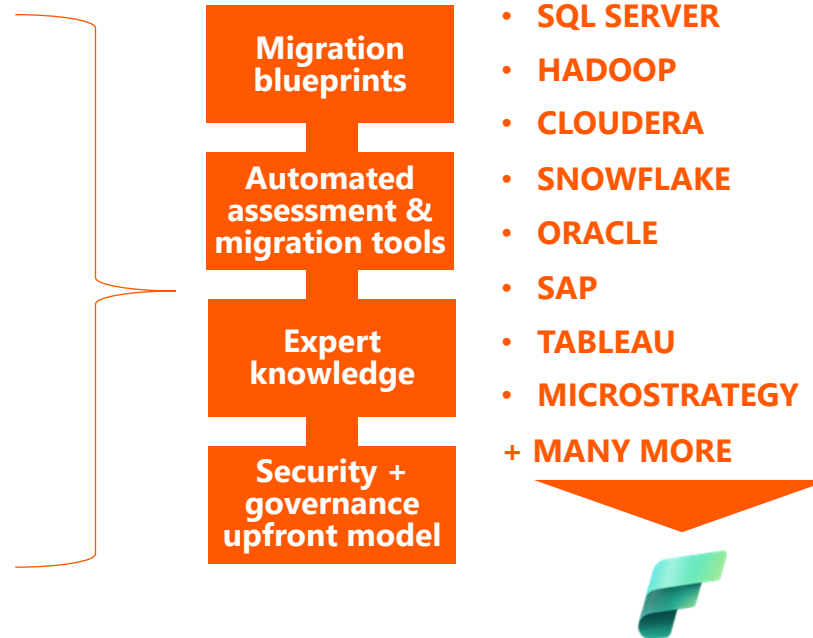 Migration
blueprints
Automated
assessment &
migration tools
Expert
knowledge
Security +
governance
upfront model
• SQL SERVER
• HADOOP
• CLOUDERA
• SNOWFLAKE
• ORACLE
• SAP
• TABLEAU
• MICROSTRATEGY
+ MANY MORE